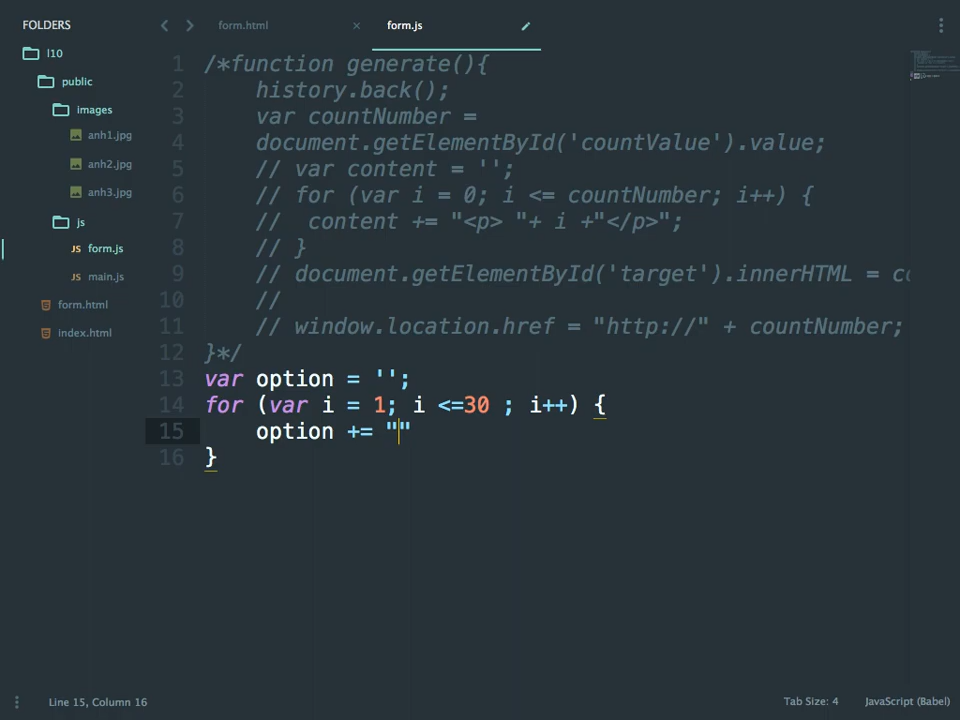 FOLDERS
l10
public
images
anh1.jpg
anh2.jpg
anh3.jpg
js
JS form.js
JS main.js
form.html
index.html
form.html ×
form.js
1 /*function generate(){
2 history.back();
3 var countNumber =
4 document.getElementById('countValue').value;
5 // var content = '';
6 // for (var i = 0; i <= countNumber; i++) {
7 // content += "<p> "+ i +"</p>";
8 // }
9 // document.getElementById('target').innerHTML = co
10 //
11 // window.location.href = "http://" + countNumber;
12 }*/
13 var option = '';
14 for (var i = 1; i <=30 ; i++) {
15 option += ""
16 }
Line 15, Column 16
Tab Size: 4
JavaScript (Babel)